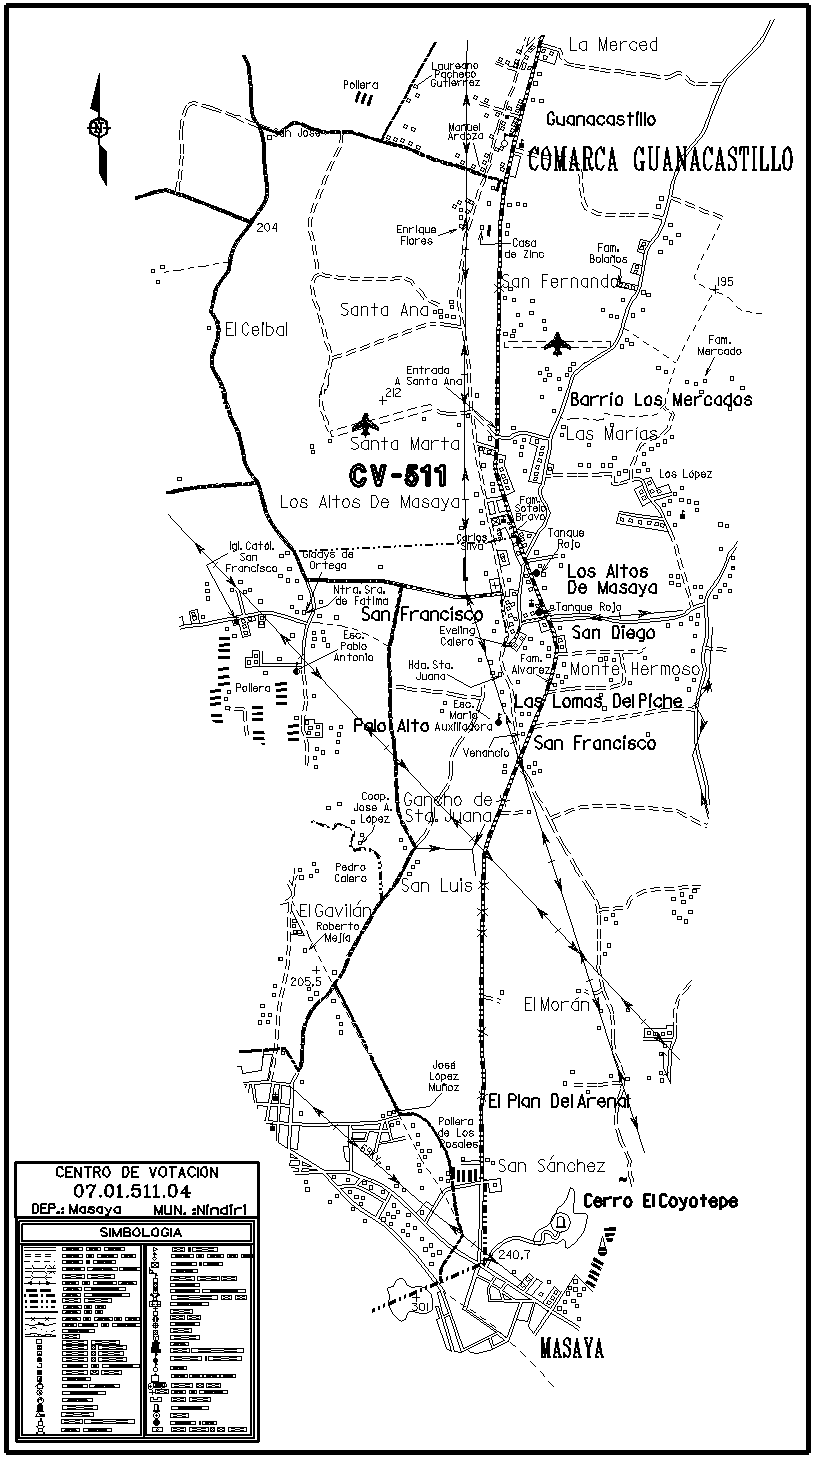 La Merced
Laureano
Pacheco
Gutierrez
Pollera
Guanacastillo
San José
Manuel
COMARCA GUANACASTILLO
204
Enrique
Flores
Casa
de Zinc
Fam.
Bolaños
San Fernando
195
Santa Ana
El Ceibal
Fam.
Mercado
Entrada
A Santa Ana
212
Barrio Los Mercados
Las Marías
Santa Marta
CV-511
Los López
Los Altos De Masaya
Fam.
Sotelo
Bravo
Carlos
Silva
Tanque
Rojo
Igl. Catól.
San
Francisco
Gladys de
Ortega
Los Altos
De Masaya
Ntra. Sra.
de Fatima
San Francisco
Tanque Rojo
Esc.
Pablo
Antonio
Eveling
Calero
San Diego
Fam.
Alvarez
Monte Hermoso
Hda. Sta.
Juana
Pollera
Las Lomas Del Piche
Esc.
María
Auxiliadora
Palo Alto
Venancio
San Francisco
Coop.
Jose A.
López
Gancho de
Sta. Juana
Pedro
Calero
San Luis
El Gavilán
Roberto
Mejía
205,5
El Morán
José
López
Muñoz
El Plan Del Arenal
Pollera
de Los
Rosales
San Sánchez
Cerro El Coyotepe
240,7
301
MASAYA
CENTRO DE VOTACION
07.01.511.04
DEP.: Masaya MUN. :Nindirí
SIMBOLOGIA